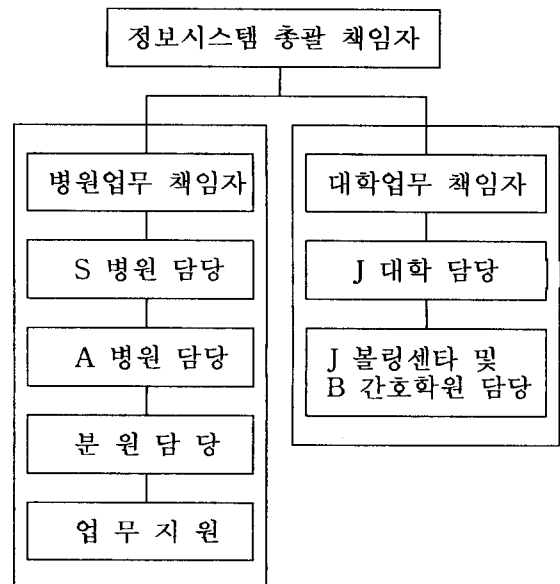 정보시스템 총괄 책임자
병원업무 책임자
S 병원 담당
A 병원 담당
분 원 담 당
업 무 지 원
대학업무 책임자
J 대학 담당
J 볼링센타 및
B 간호학원 담당